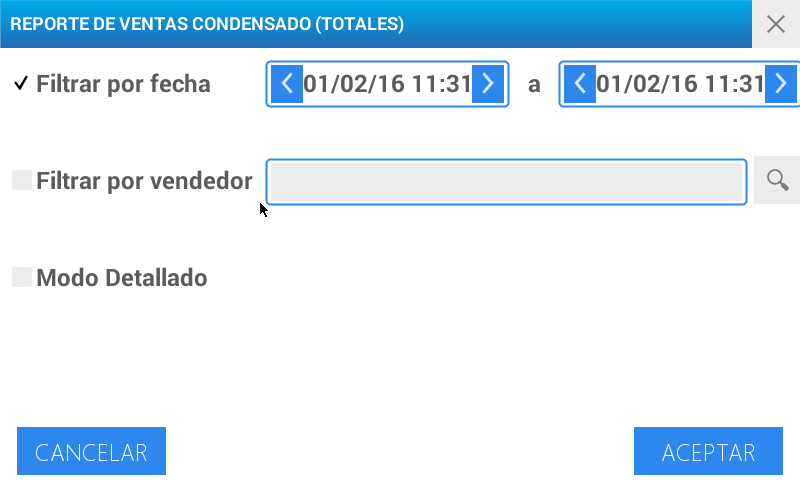 REPORTE DE VENTAS CONDENSADO (TOTALES)
Filtrar por fecha 01/02/16 11:31 a 01/02/16 11:31
Filtrar por vendedor
Modo Detallado
CANCELAR ACEPTAR